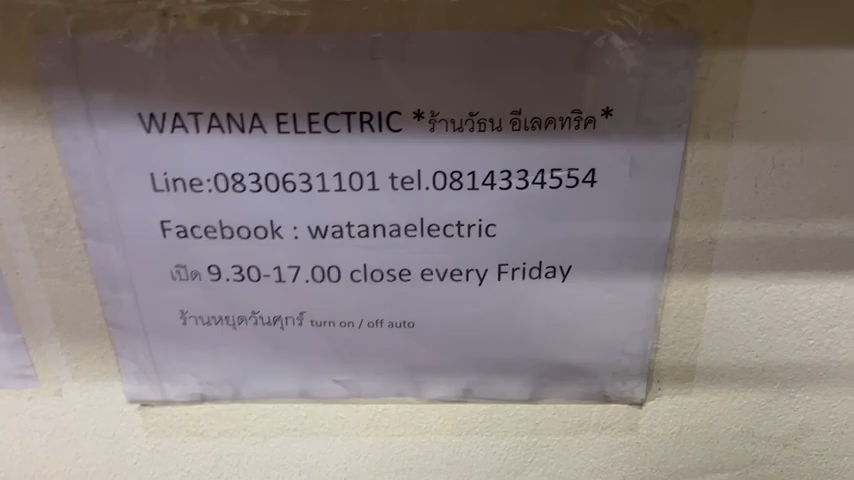 WATANA ELECTRIC *ร้านวัธน อีเลคทริค*
Line:0830631101 tel.0814334554
Facebook : watanaelectric
เปิด 9.30-17.00 close every Friday
ร้านหยุดวันศุกร์ turn on / off auto